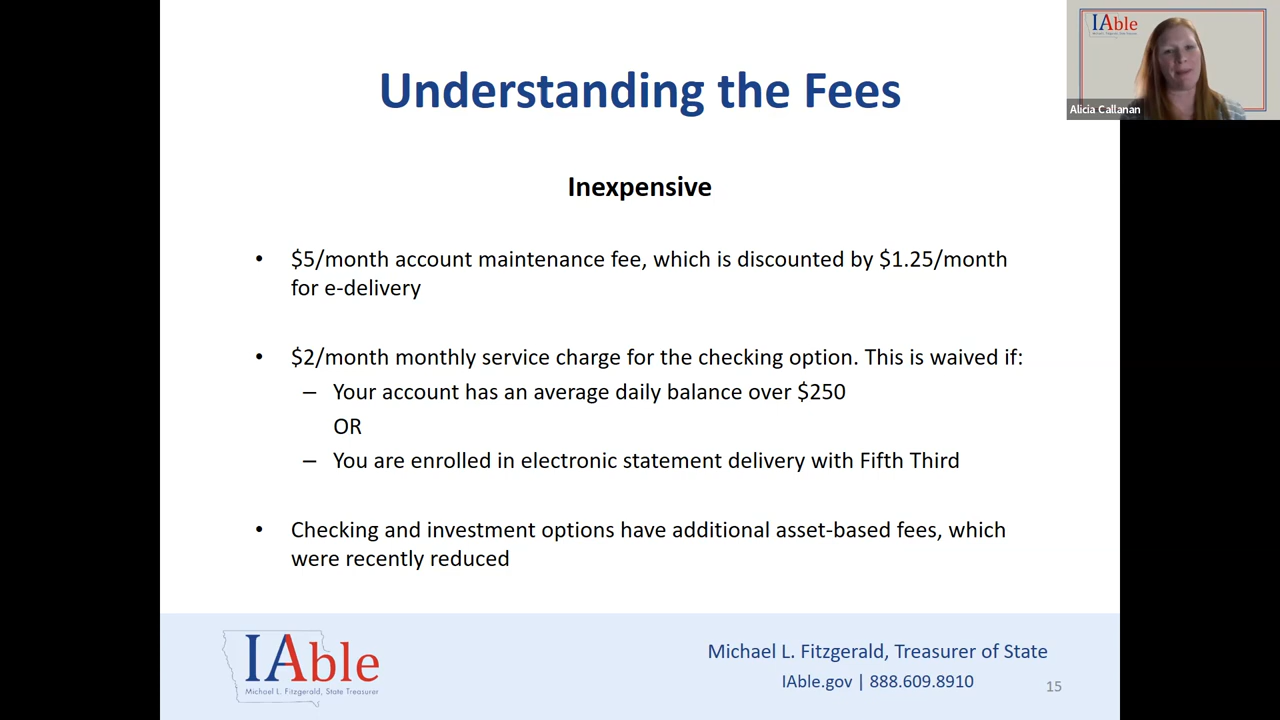 Understanding the Fees
IAble
Alicia Callanan
Inexpensive
• $5/month account maintenance fee, which is discounted by $1.25/month
for e-delivery
• $2/month monthly service charge for the checking option. This is waived if:
– Your account has an average daily balance over $250
OR
– You are enrolled in electronic statement delivery with Fifth Third
• Checking and investment options have additional asset-based fees, which
were recently reduced
IAble
Michael L. Fitzgerald, State Treasurer
Michael L. Fitzgerald, Treasurer of State
IAble.gov | 888.609.8910
15